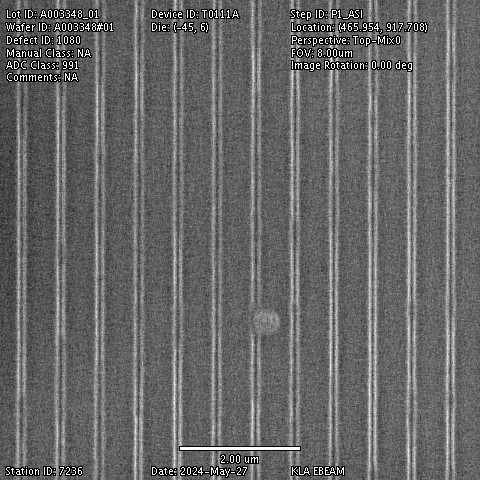 Lot ID: A003348_01
Wafer ID: A003348#01
Defect ID: 1080
Manual Class: NA
ADC Class: 991
Comments: NA
Device ID: T0111A
Die: (-45, 6)
Step ID: P1_ASI
Location: (465.954, 917.708)
Perspective: Top-Mix0
FOV: 8.00um
Image Rotation: 0.00 deg
2.00 um
Station ID: 7236
Date: 2024-May-27
KLA EBEAM